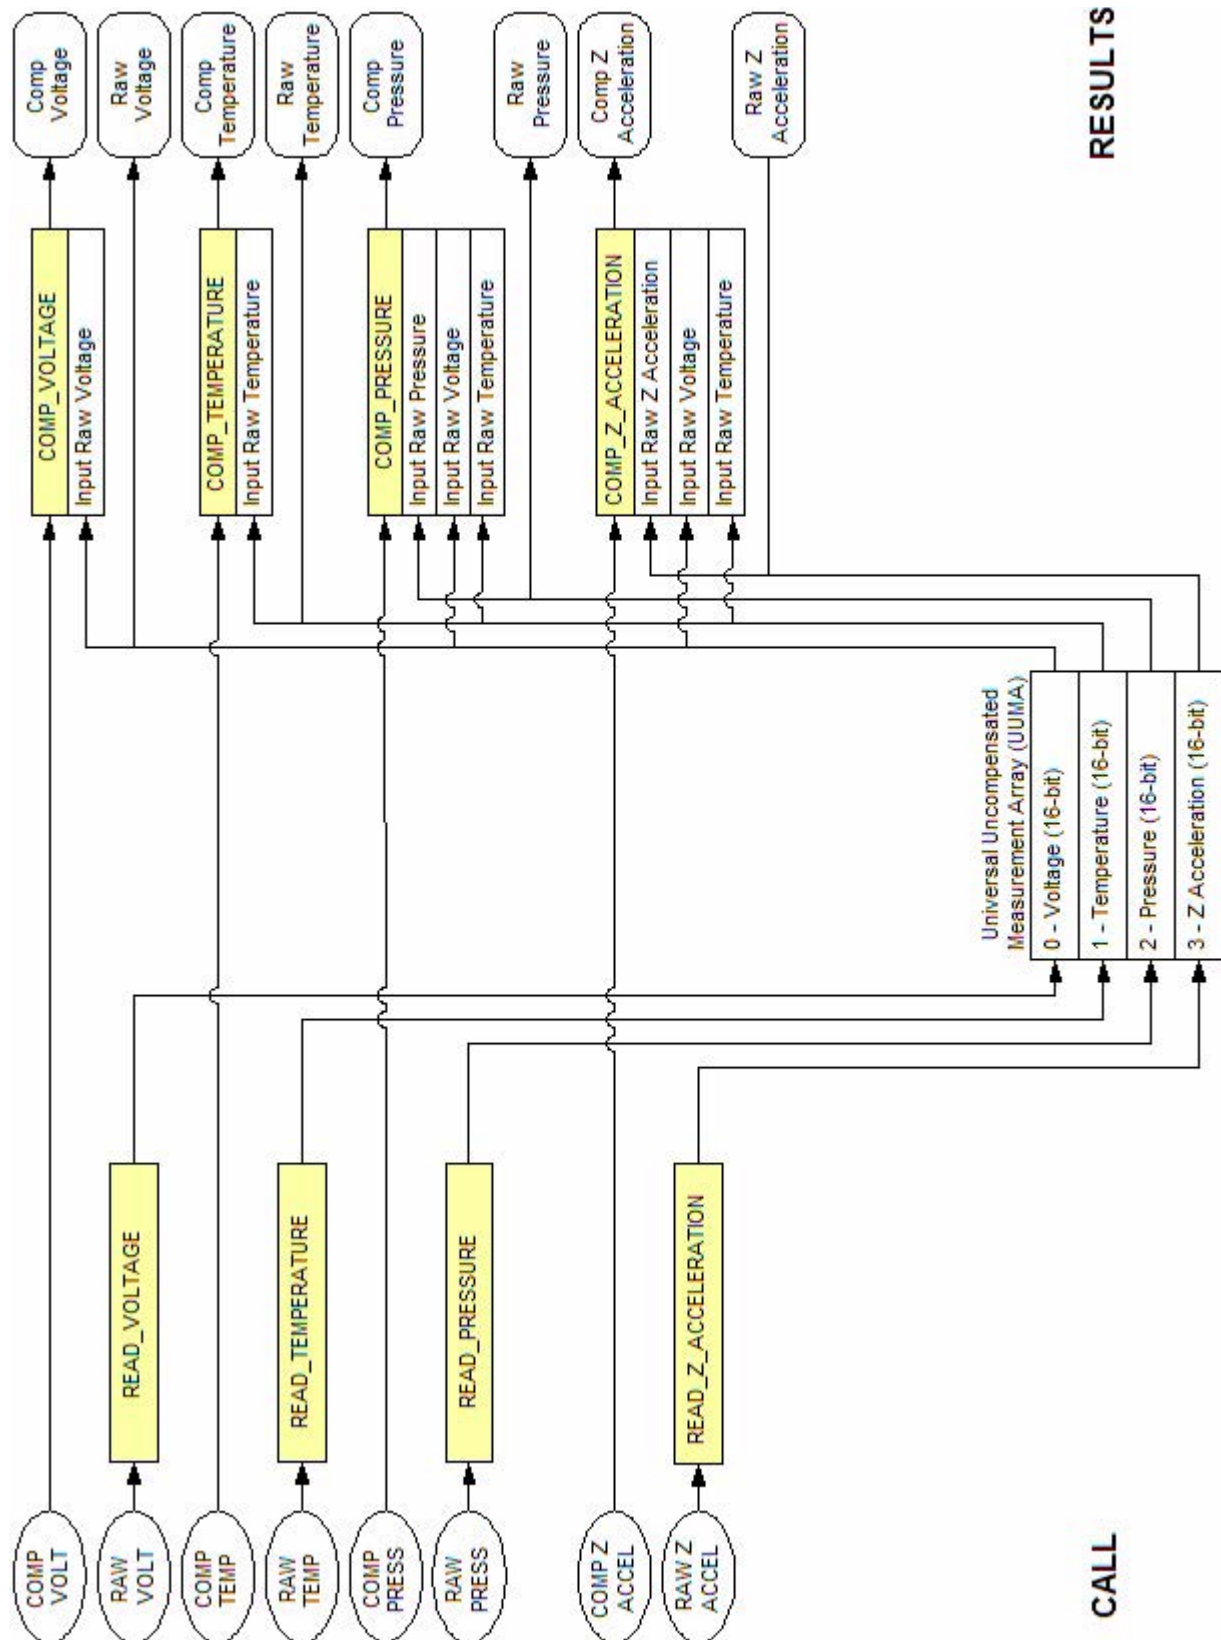 COMP
VOLT
RAW
VOLT
COMP
TEMP
RAW
TEMP
COMP
PRESS
RAW
PRESS
COMP Z
ACCEL
RAW Z
ACCEL
CALL
READ_VOLTAGE
READ_TEMPERATURE
READ_PRESSURE
READ_Z_ACCELERATION
Universal Uncompensated
Measurement Array (UUMA)
0 - Voltage (16-bit)
1 - Temperature (16-bit)
2 - Pressure (16-bit)
3 - Z Acceleration (16-bit)
COMP_VOLTAGE
Input Raw Voltage
COMP_TEMPERATURE
Input Raw Temperature
COMP_PRESSURE
Input Raw Pressure
Input Raw Voltage
Input Raw Temperature
COMP_Z_ACCELERATION
Input Raw Z Acceleration
Input Raw Voltage
Input Raw Temperature
Comp
Voltage
Raw
Voltage
Comp
Temperature
Raw
Temperature
Comp
Pressure
Raw
Pressure
Comp Z
Acceleration
Raw Z
Acceleration
RESULTS